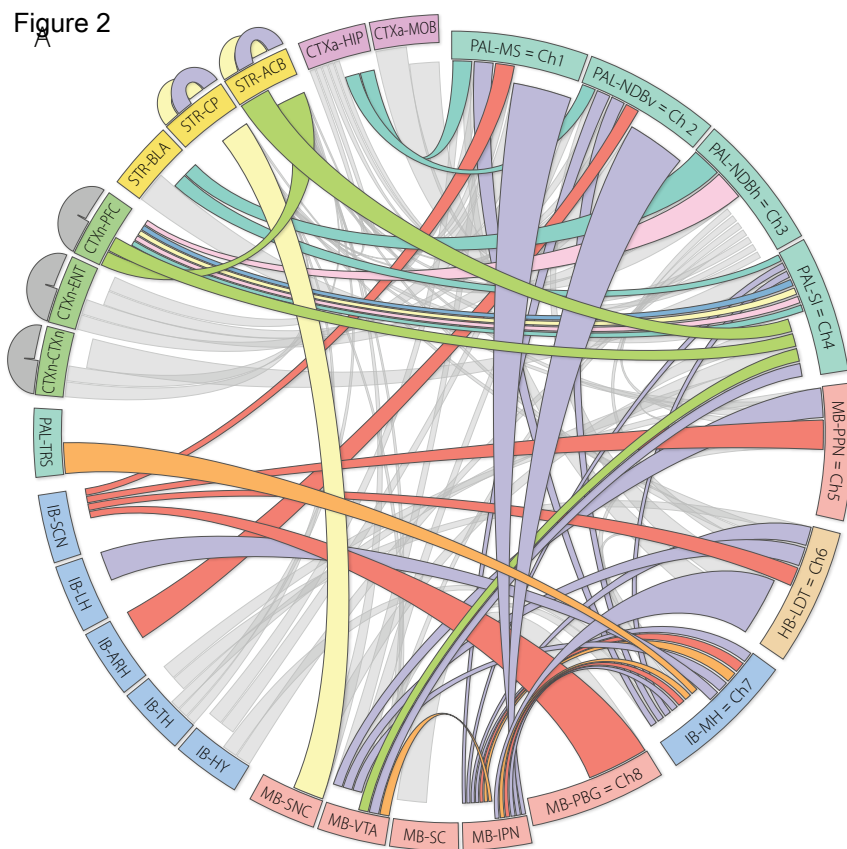 Figure 2
A
CTXa-HIP
CTXa-MOB
PAL-MS = Ch1
PAL-NDBv = Ch 2
PAL-NDBh = Ch3
PAL-SI = Ch4
MB-PPN = Ch5
HB-LDT = Ch6
IB-MH = Ch7
MB-PBG = Ch8
MB-IPN
MB-SC
MB-VTA
MB-SNC
IB-HY
IB-TH
IB-ARH
IB-LH
IB-SCN
PAL-TRS
CTXn-CTXn
CTXn-ENT
CTXn-PFC
STR-BLA
STR-CP
STR-ACB